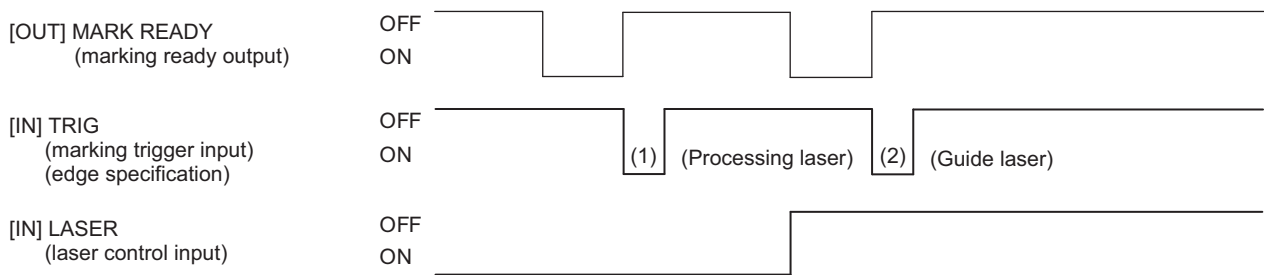 [OUT] MARK READY
(marking ready output)
OFF
ON
[IN] TRIG
(marking trigger input)
(edge specification)
OFF
ON
(1)
(Processing laser)
(2)
(Guide laser)
[IN] LASER
(laser control input)
OFF
ON